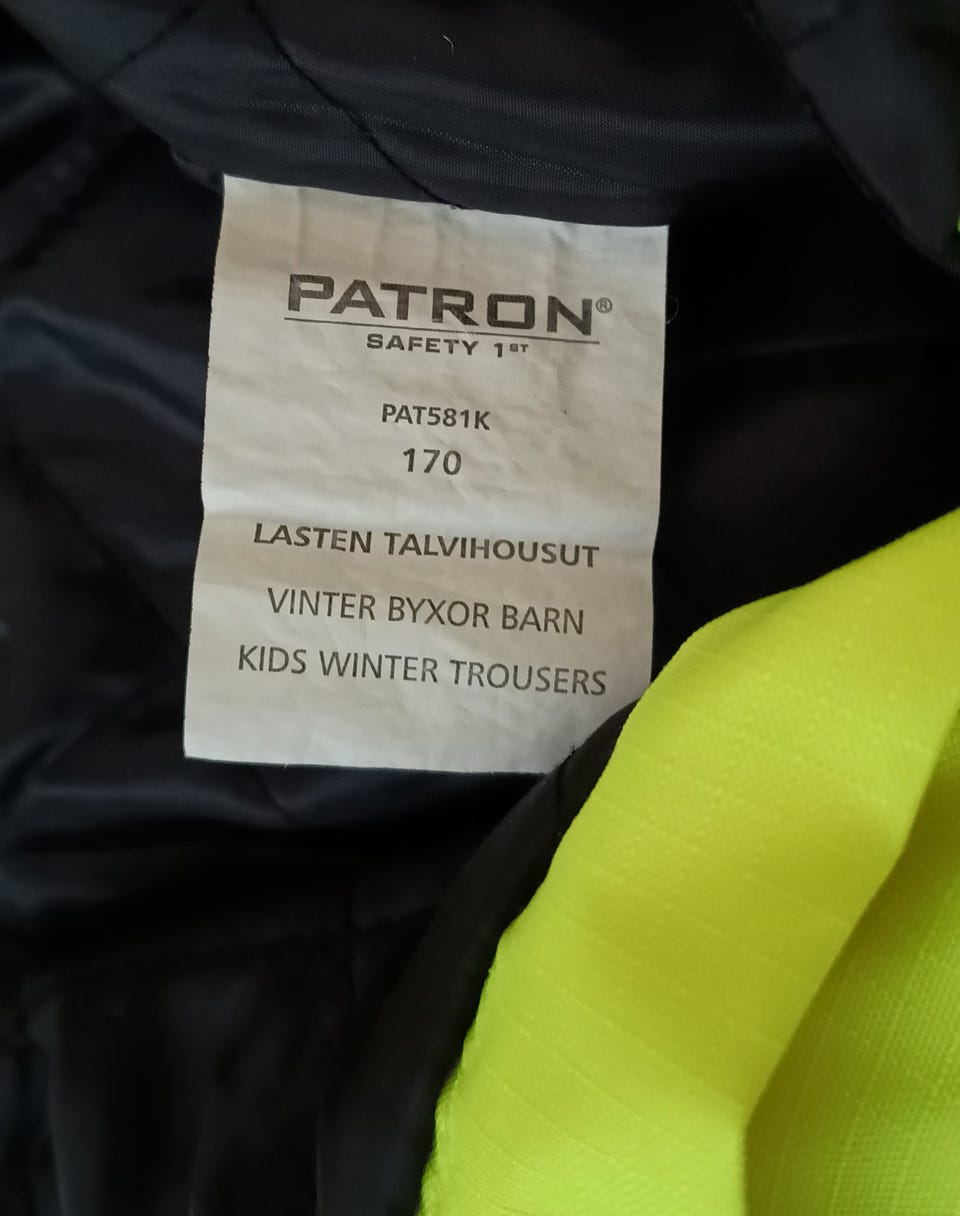 PATRON®
SAFETY 1ST
PAT581K
170
LASTEN TALVIHOUSUT
VINTER BYXOR BARN
KIDS WINTER TROUSERS